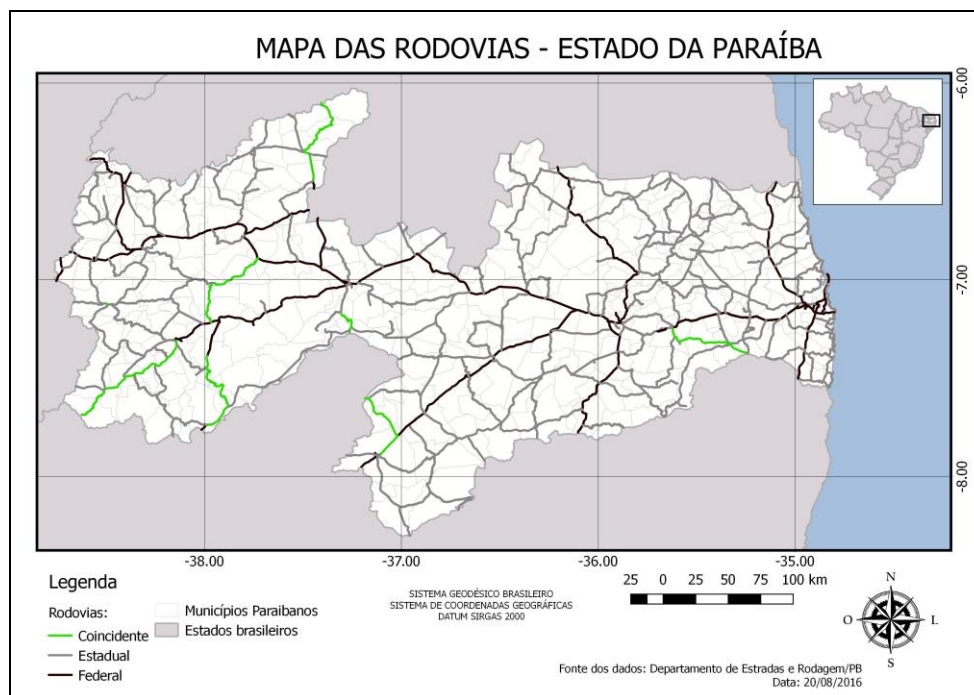 MAPA DAS RODOVIAS - ESTADO DA PARAÍBA
-6.00
-7.00
-8.00
-38.00
-37.00
-36.00
-35.00
Legenda
Rodovias:
Coincidente
Estadual
Federal
Municípios Paraibanos
Estados brasileiros
SISTEMA GEODÉSICO BRASILEIRO
SISTEMA DE COORDENADAS GEOGRÁFICAS
DATUM SIRGAS 2000
25 0 25 50 75 100 km
N
O
L
S
Fonte dos dados: Departamento de Estradas e Rodagem/PB
Data: 20/08/2016